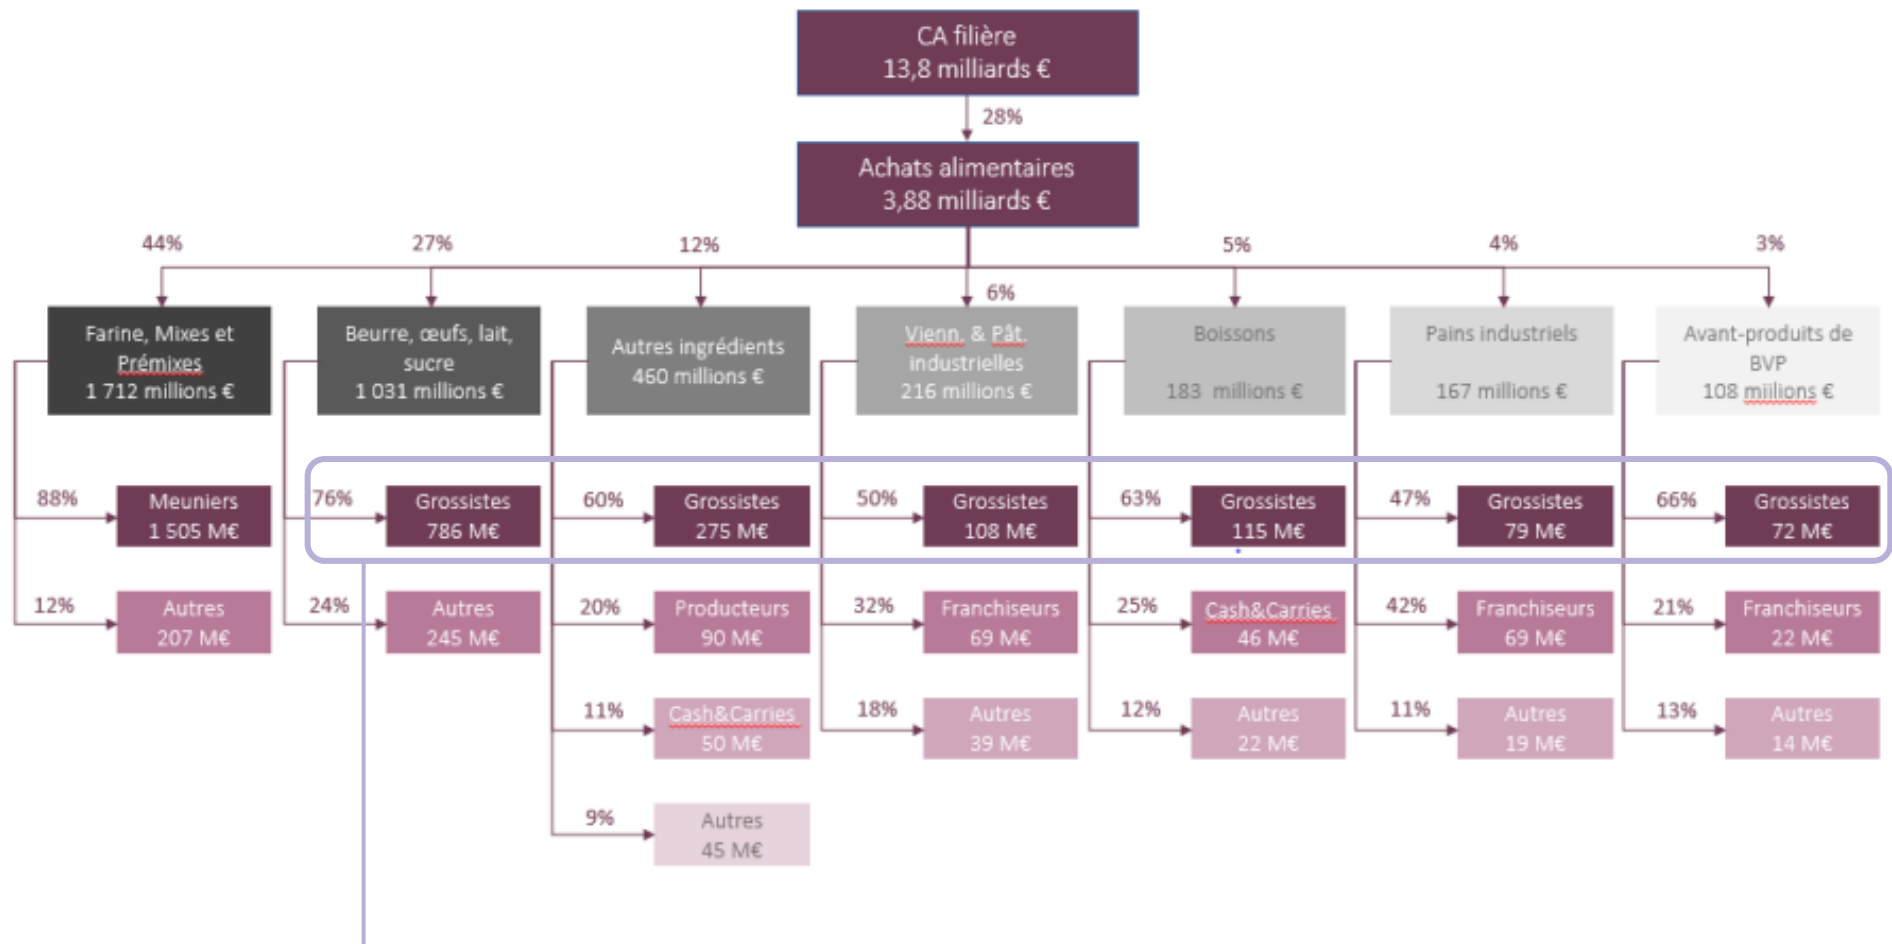 CA filière
13,8 milliards €
28%
Achats alimentaires
3,88 milliards €
44%
27%
12%
6%
5%
4%
3%
Farine, Mixes et
Prémixes
1 712 millions €
Beurre, œufs, lait,
sucre
1 031 millions €
Autres ingrédients
460 millions €
Vienn. & Pât.
industrielles
216 millions €
Boissons
183 millions €
Pains industriels
167 millions €
Avant-produits de
BVP
108 miilions €
88%
Meuniers
1 505 M€
76%
Grossistes
786 M€
60%
Grossistes
275 M€
50%
Grossistes
108 M€
63%
Grossistes
115 M€
47%
Grossistes
79 M€
66%
Grossistes
72 M€
12%
Autres
207 M€
24%
Autres
245 M€
20%
Producteurs
90 M€
32%
Franchiseurs
69 M€
25%
Cash&Carries
46 M€
42%
Franchiseurs
69 M€
21%
Franchiseurs
22 M€
11%
Cash&Carries
50 M€
18%
Autres
39 M€
12%
Autres
22 M€
11%
Autres
19 M€
13%
Autres
14 M€
9%
Autres
45 M€